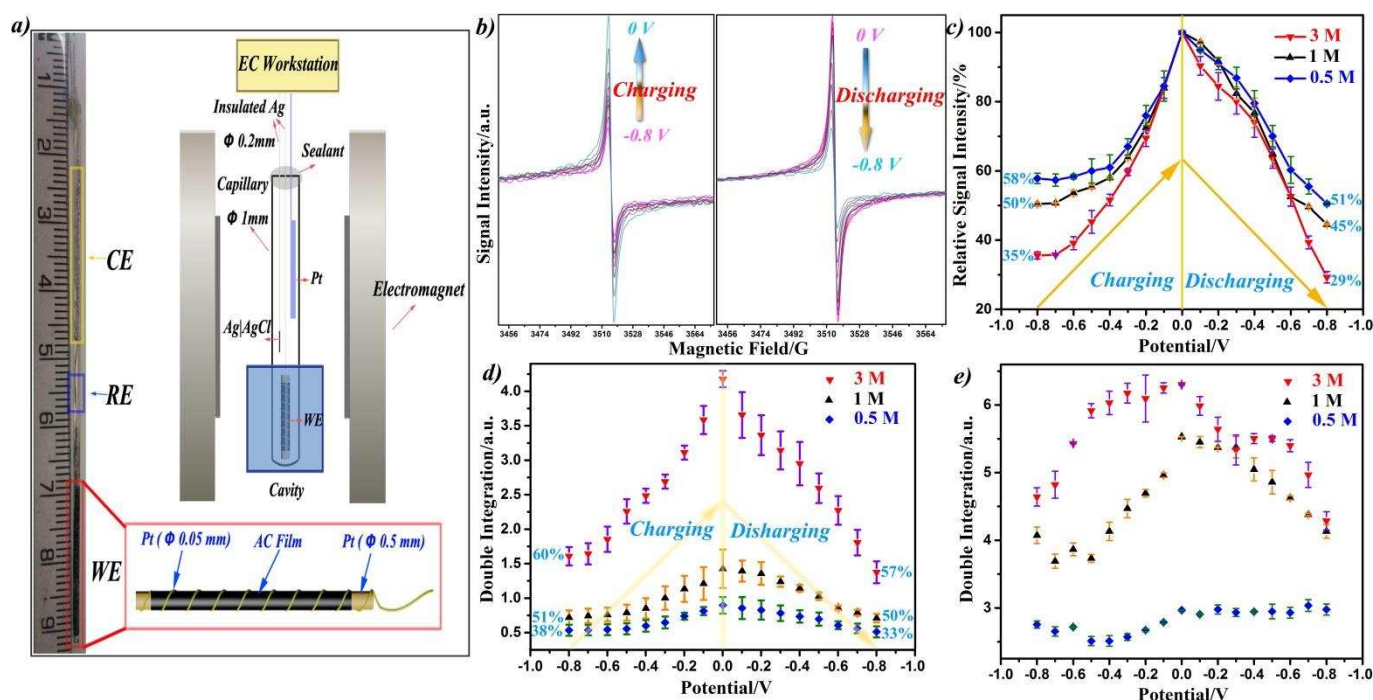 a)
1
2
3
4
5
6
7
8
9
CE
RE
WE
EC Workstation
Insulated Ag
Φ 0.2mm
Sealant
Capillary
Φ 1mm
Pt
Electromagnet
Ag|AgCl
WE
Cavity
Pt ( Φ 0.05 mm)
AC Film
Pt ( Φ 0.5 mm)
b)
Signal Intensity/a.u.
0 V
Charging
-0.8 V
0 V
Discharging
-0.8 V
3456 3474 3492 3510 3528 3546 3564
3456 3474 3492 3510 3528 3546 3564
Magnetic Field/G
c)
Relative Signal Intensity/%
100
80
60
40
20
3 M
1 M
0.5 M
58%
50%
35%
51%
45%
29%
Charging
Discharging
-1.0 -0.8 -0.6 -0.4 -0.2 0.0 -0.2 -0.4 -0.6 -0.8 -1.0
Potential/V
d)
Double Integration/a.u.
4.0
3.5
3.0
2.5
2.0
1.5
1.0
0.5
3 M
1 M
0.5 M
Charging
Disharging
60%
57%
51%
50%
38%
33%
-1.0 -0.8 -0.6 -0.4 -0.2 0.0 -0.2 -0.4 -0.6 -0.8 -1.0
Potential/V
e)
Double Integration/a.u.
6
5
4
3
3 M
1 M
0.5 M
-1.0 -0.8 -0.6 -0.4 -0.2 0.0 -0.2 -0.4 -0.6 -0.8 -1.0
Potential/V